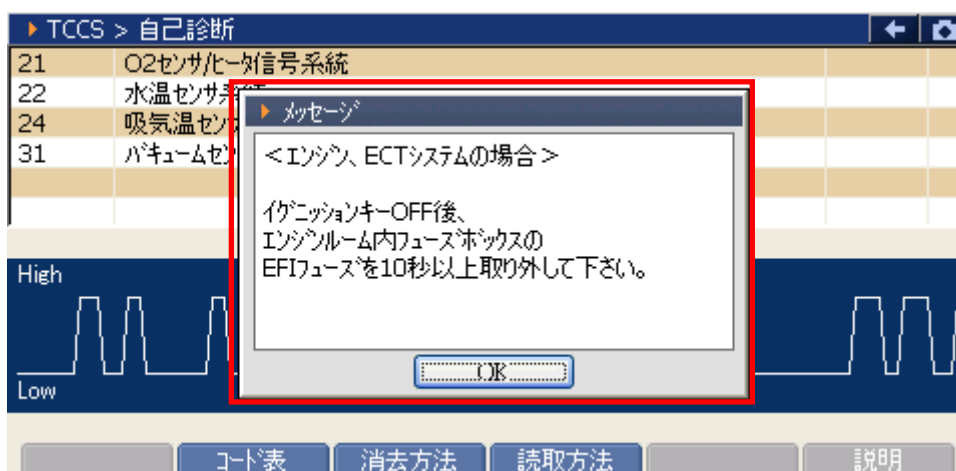 TCCS > 自己診断
21 O2ｾﾝｻ/ﾋｰﾀ信号系統
22 水温ｾﾝｻ系統
24 吸気温ｾﾝ
31 ﾊﾞｷｭｰﾑｾﾝ
ﾒｯｾｰｼﾞ
＜ｴﾝｼﾞﾝ、ECTｼｽﾃﾑの場合＞
ｲｸﾞﾆｯｼｮﾝｷｰOFF後、
ｴﾝｼﾞﾝﾙｰﾑ内ﾌｭｰｽﾞﾎﾞｯｸｽの
EFIﾌｭｰｽﾞを10秒以上取り外して下さい。
OK
High
Low
ｺｰﾄﾞ表 消去方法 読取方法 説明